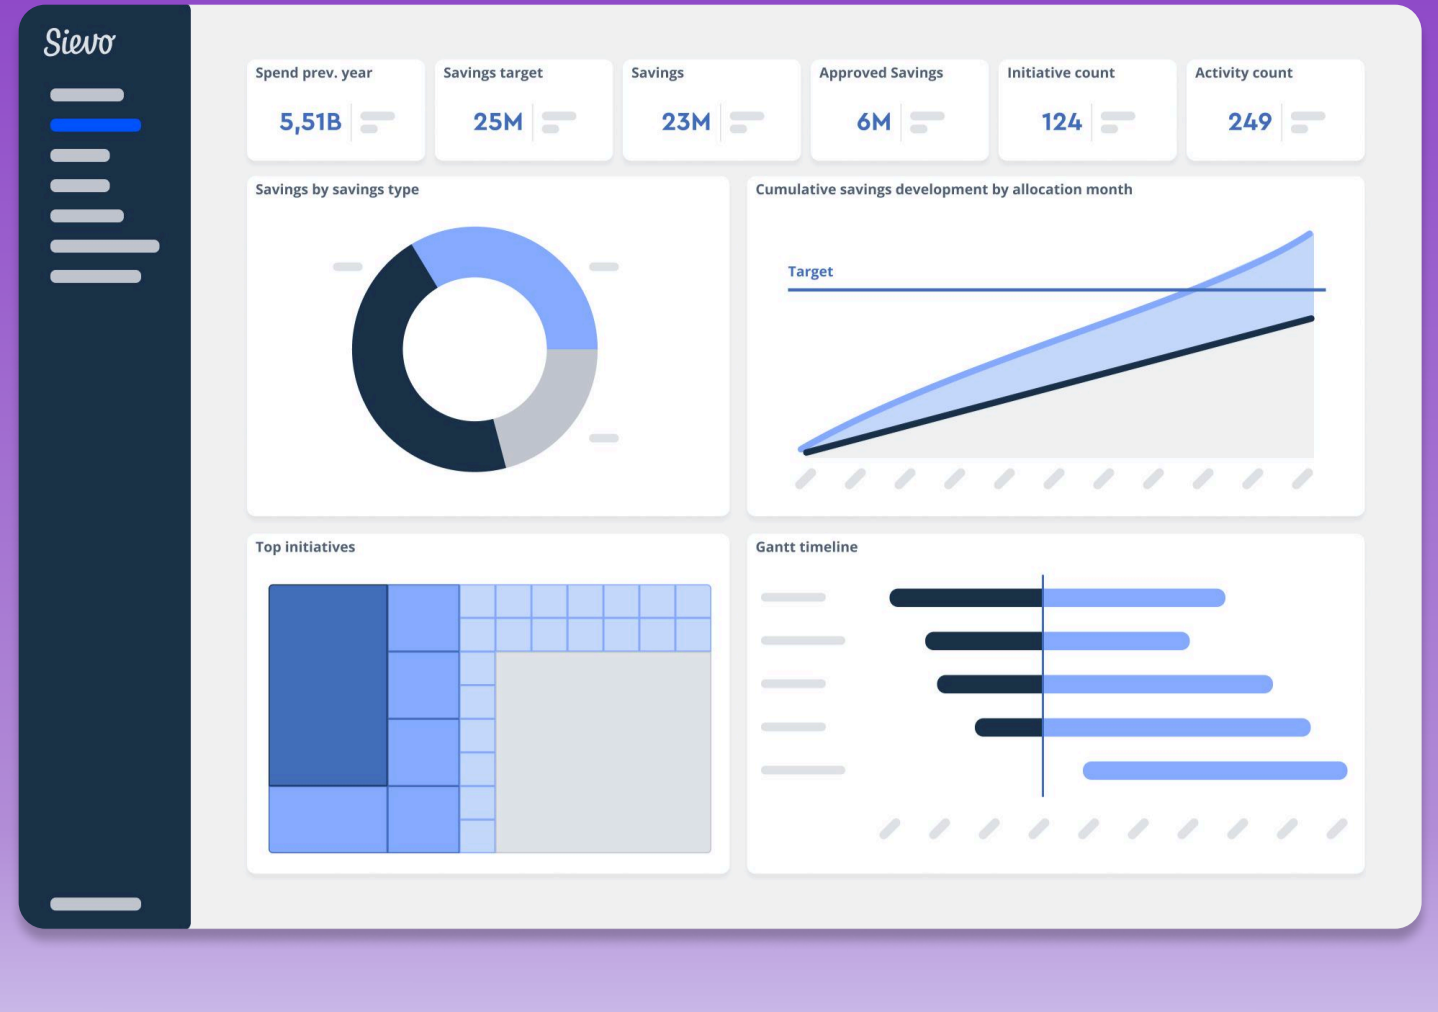 Sievo
Spend prev. year
5,51B
Savings target
25M
Savings
23M
Approved Savings
6M
Initiative count
124
Activity count
249
Savings by savings type
Cumulative savings development by allocation month
Target
Top initiatives
Gantt timeline